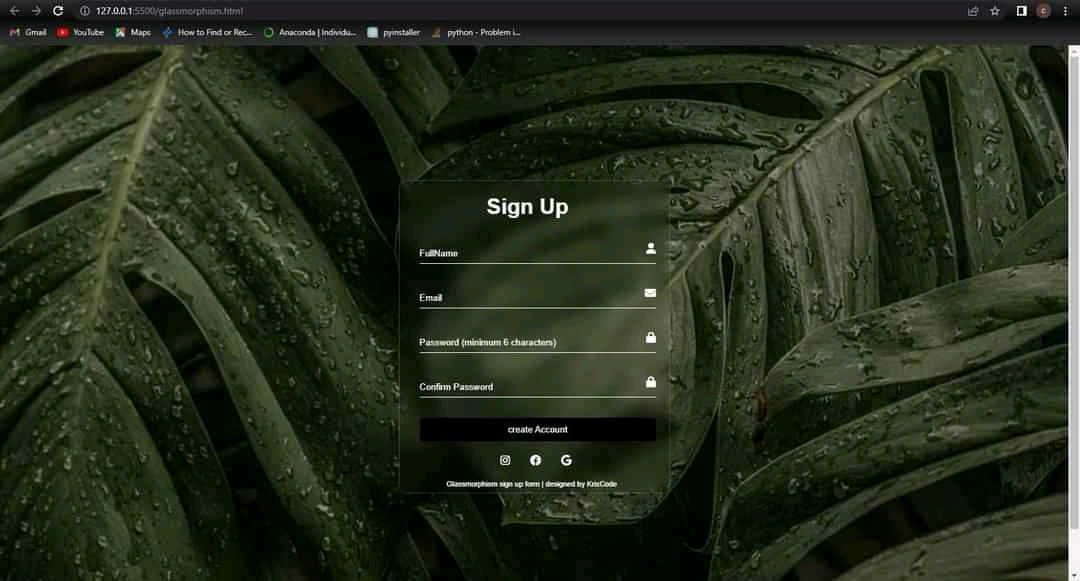 127.0.0.1:5500/glassmorphism.html
C
Gmail YouTube Maps How to Find or Rec... Anaconda | Individu... pyinstaller python - Problem i...
Sign Up
FullName
Email
Password (minimum 6 characters)
Confirm Password
create Account
Glassmorphism sign up form | designed by KrisCode